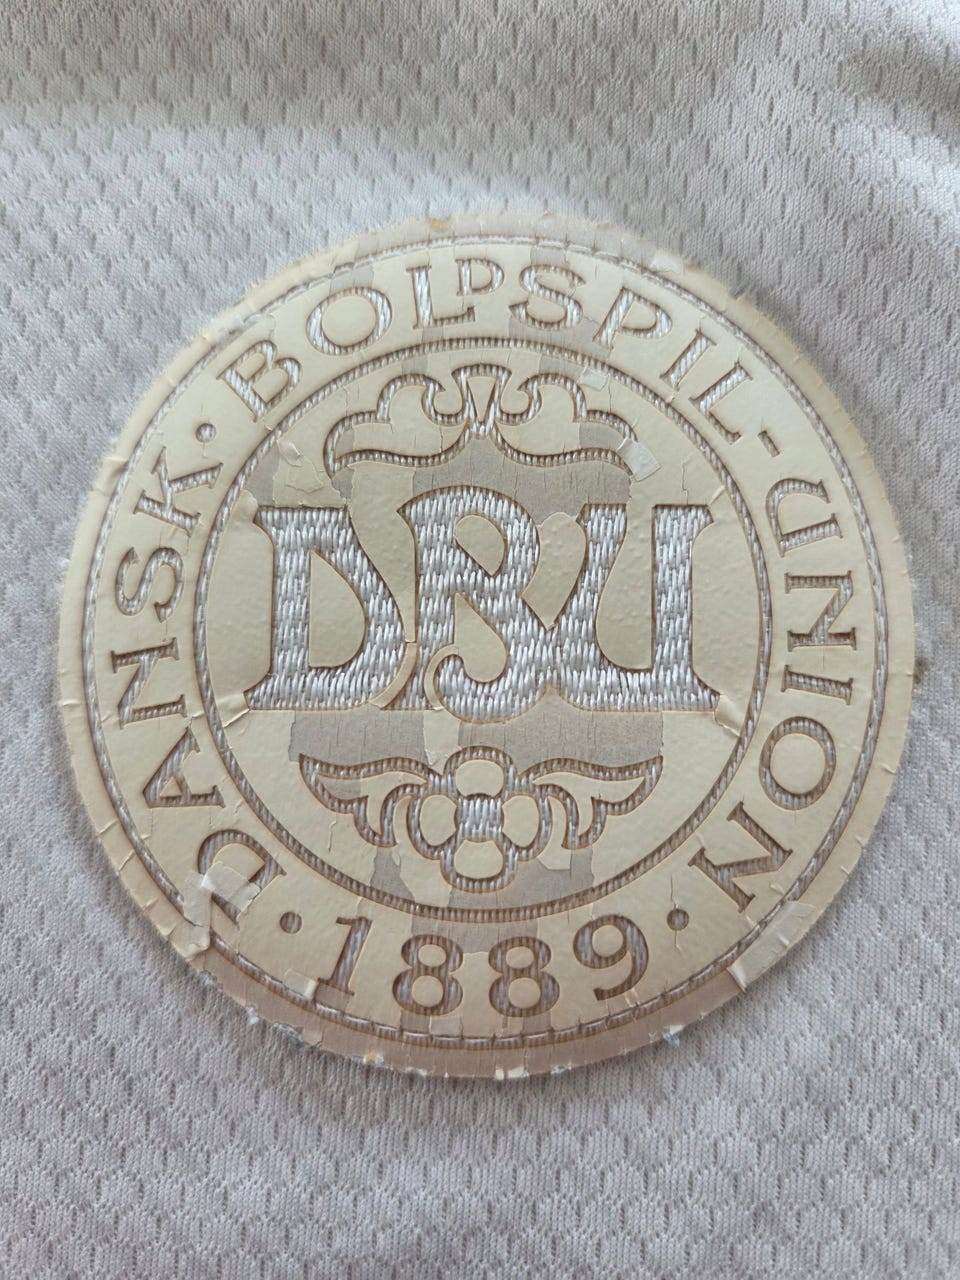 DANSK · BOLDSPIL-UNION
· 1889 ·
DBU